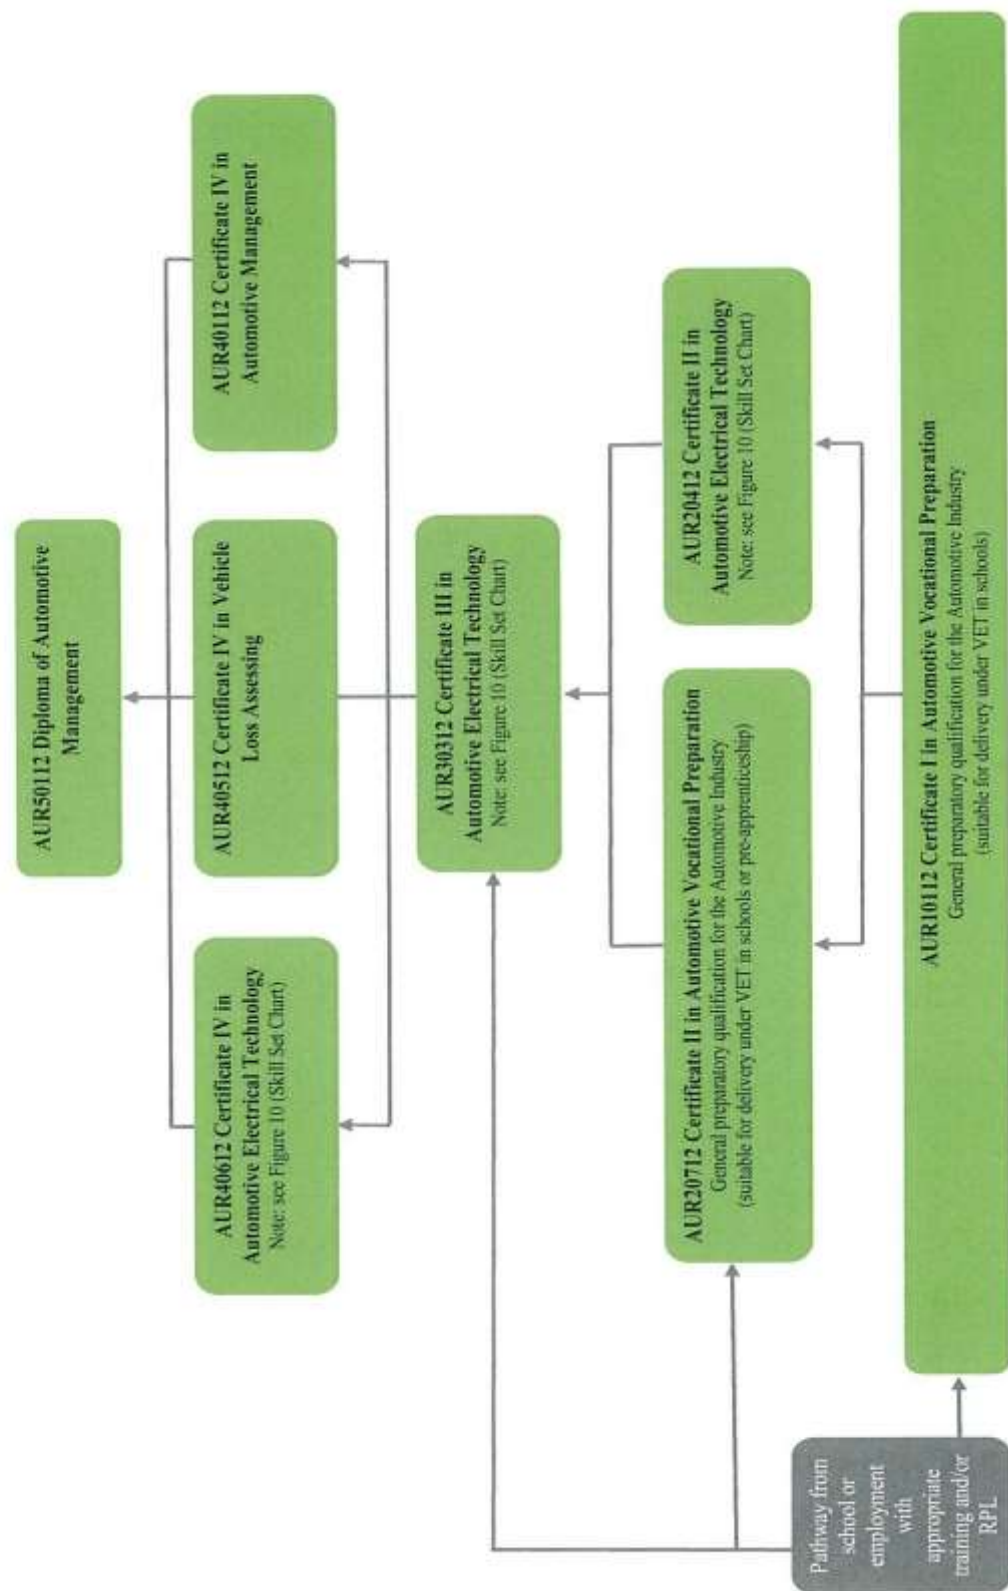 AUR50112 Diploma of Automotive
Management
AUR40612 Certificate IV in
Automotive Electrical Technology
Note: see Figure 10 (Skill Set Chart)
AUR40512 Certificate IV in Vehicle
Loss Assessing
AUR40112 Certificate IV in
Automotive Management
AUR30312 Certificate III in
Automotive Electrical Technology
Note: see Figure 10 (Skill Set Chart)
AUR20712 Certificate II in Automotive Vocational Preparation
General preparatory qualification for the Automotive Industry
(suitable for delivery under VET in schools or pre-apprenticeship)
AUR20412 Certificate II in
Automotive Electrical Technology
Note: see Figure 10 (Skill Set Chart)
Pathway from
school or
employment
with
appropriate
training and/or
RPL
AUR10112 Certificate I in Automotive Vocational Preparation
General preparatory qualification for the Automotive Industry
(suitable for delivery under VET in schools)